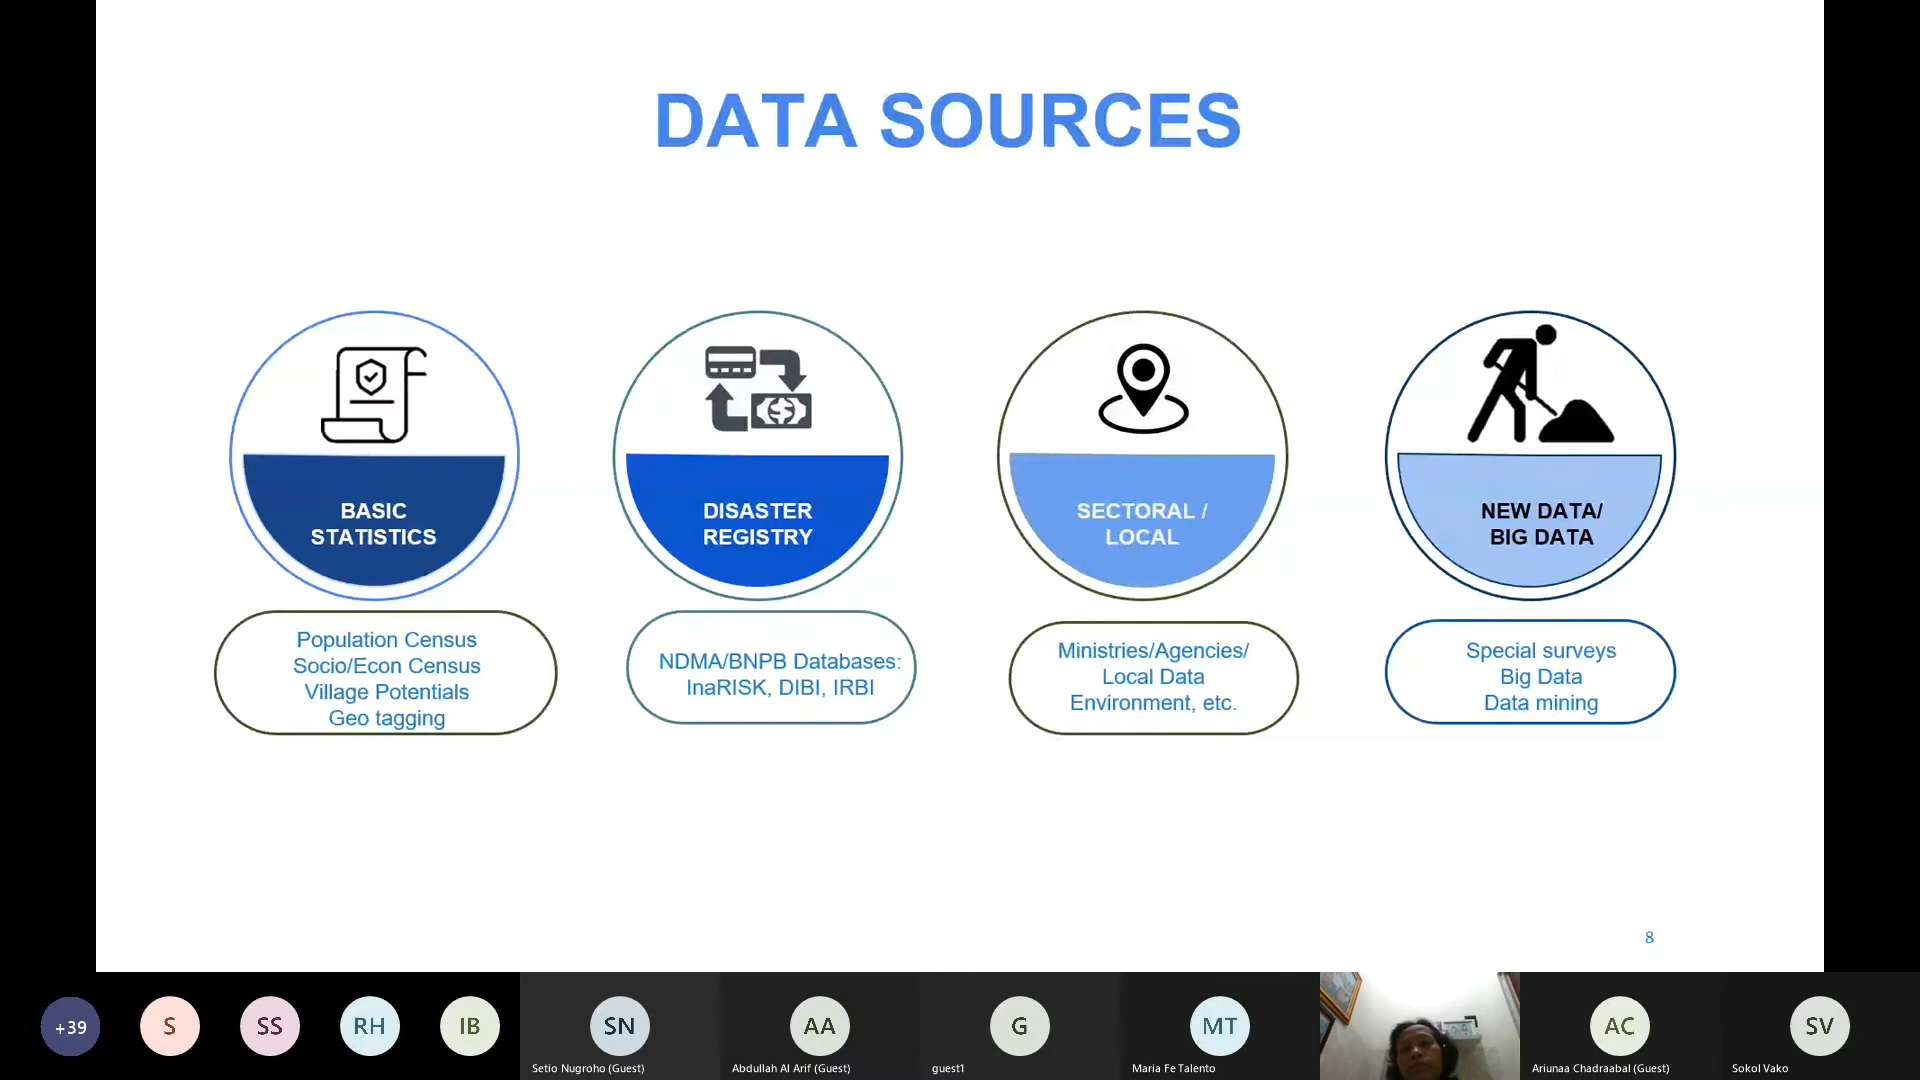 DATA SOURCES
BASIC
STATISTICS
DISASTER
REGISTRY
SECTORAL /
LOCAL
NEW DATA/
BIG DATA
Population Census
Socio/Econ Census
Village Potentials
Geo tagging
NDMA/BNPB Databases:
InaRISK, DIBI, IRBI
Ministries/Agencies/
Local Data
Environment, etc.
Special surveys
Big Data
Data mining
8
+39
S
SS
RH
IB
SN
Setio Nugroho (Guest)
AA
Abdullah Al Arif (Guest)
G
guest1
MT
Maria Fe Talento
AC
Ariunaa Chadraabal (Guest)
SV
Sokol Vako